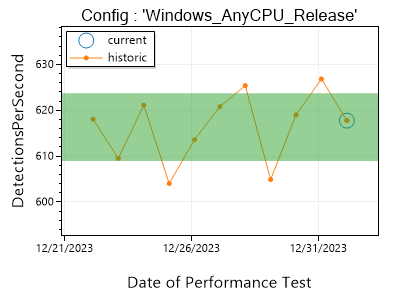 Config : 'Windows_AnyCPU_Release'
current
historic
DetectionsPerSecond
630
620
610
600
12/21/2023
12/26/2023
12/31/2023
Date of Performance Test